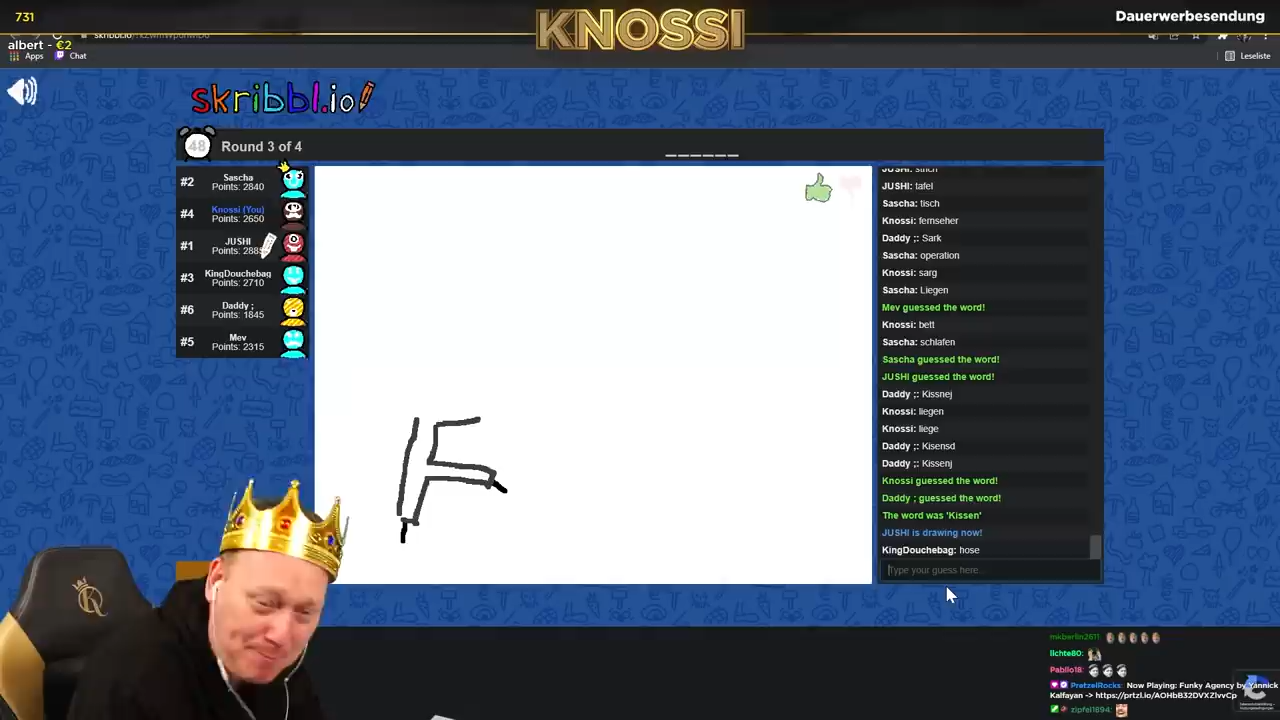 731
KNOSSI
Dauerwerbesendung
albert - €2
Apps
Chat
Leseliste
skribbl.io
48
Round 3 of 4
______
#2
Sascha
Points: 2840
#4
Knossi (You)
Points: 2650
#1
JUSHI
Points: 2885
#3
KingDouchebag
Points: 2710
#6
Daddy ;
Points: 1845
#5
Mev
Points: 2315
JUSHI: strich
JUSHI: tafel
Sascha: tisch
Knossi: fernseher
Daddy ;: Sark
Sascha: operation
Knossi: sarg
Sascha: Liegen
Mev guessed the word!
Knossi: bett
Sascha: schlafen
Sascha guessed the word!
JUSHI guessed the word!
Daddy ;: Kissnej
Knossi: liegen
Knossi: liege
Daddy ;: Kisensd
Daddy ;: Kissenj
Knossi guessed the word!
Daddy ; guessed the word!
The word was 'Kissen'
JUSHI is drawing now!
KingDouchebag: hose
Type your guess here...
mkberlin2611:
lichte80:
Pabllo18:
PretzelRocks: Now Playing: Funky Agency by Yannick
Kalfayan -> https://prtzl.io/AOHbB32DVXZlvvCp
zipfel1894: